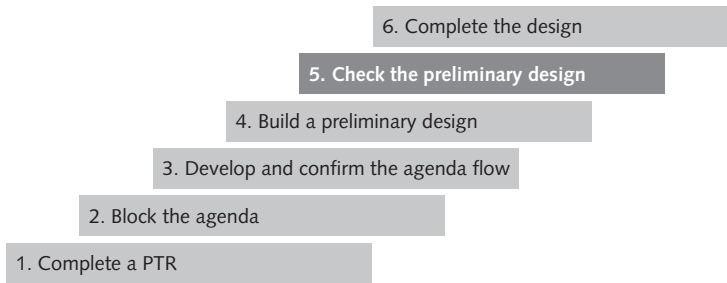 6. Complete the design
5. Check the preliminary design
4. Build a preliminary design
3. Develop and confirm the agenda flow
2. Block the agenda
1. Complete a PTR